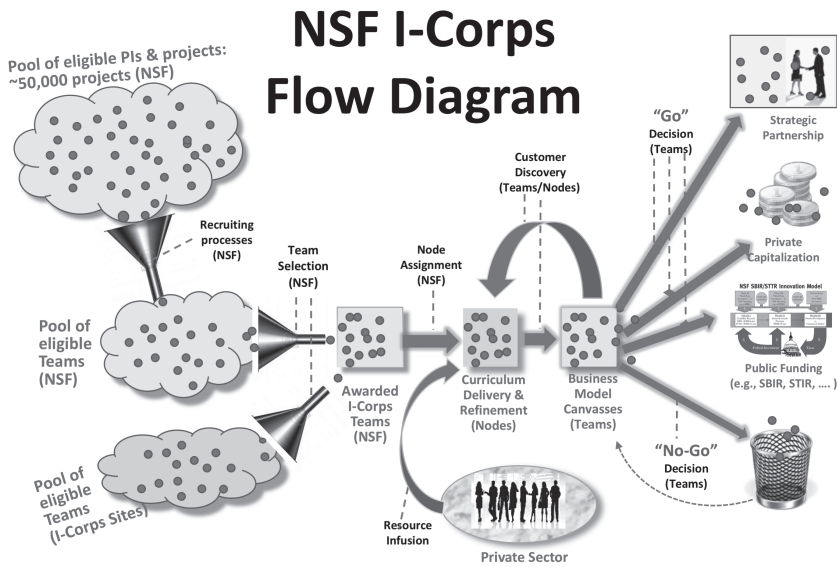 NSF I-Corps
Flow Diagram
Pool of eligible PIs & projects:
~50,000 projects (NSF)
Recruiting
processes
(NSF)
Pool of
eligible
Teams
(NSF)
Team
Selection
(NSF)
Pool of
eligible
Teams
(I-Corps Sites)
Awarded
I-Corps
Teams
(NSF)
Node
Assignment
(NSF)
Curriculum
Delivery &
Refinement
(Nodes)
Customer
Discovery
(Teams/Nodes)
Business
Model
Canvasses
(Teams)
Resource
Infusion
Private Sector
“Go”
Decision
(Teams)
“No-Go”
Decision
(Teams)
Strategic
Partnership
Private
Capitalization
NSF SBIR/STTR Innovation Model
Public Funding
(e.g., SBIR, STIR, .... )